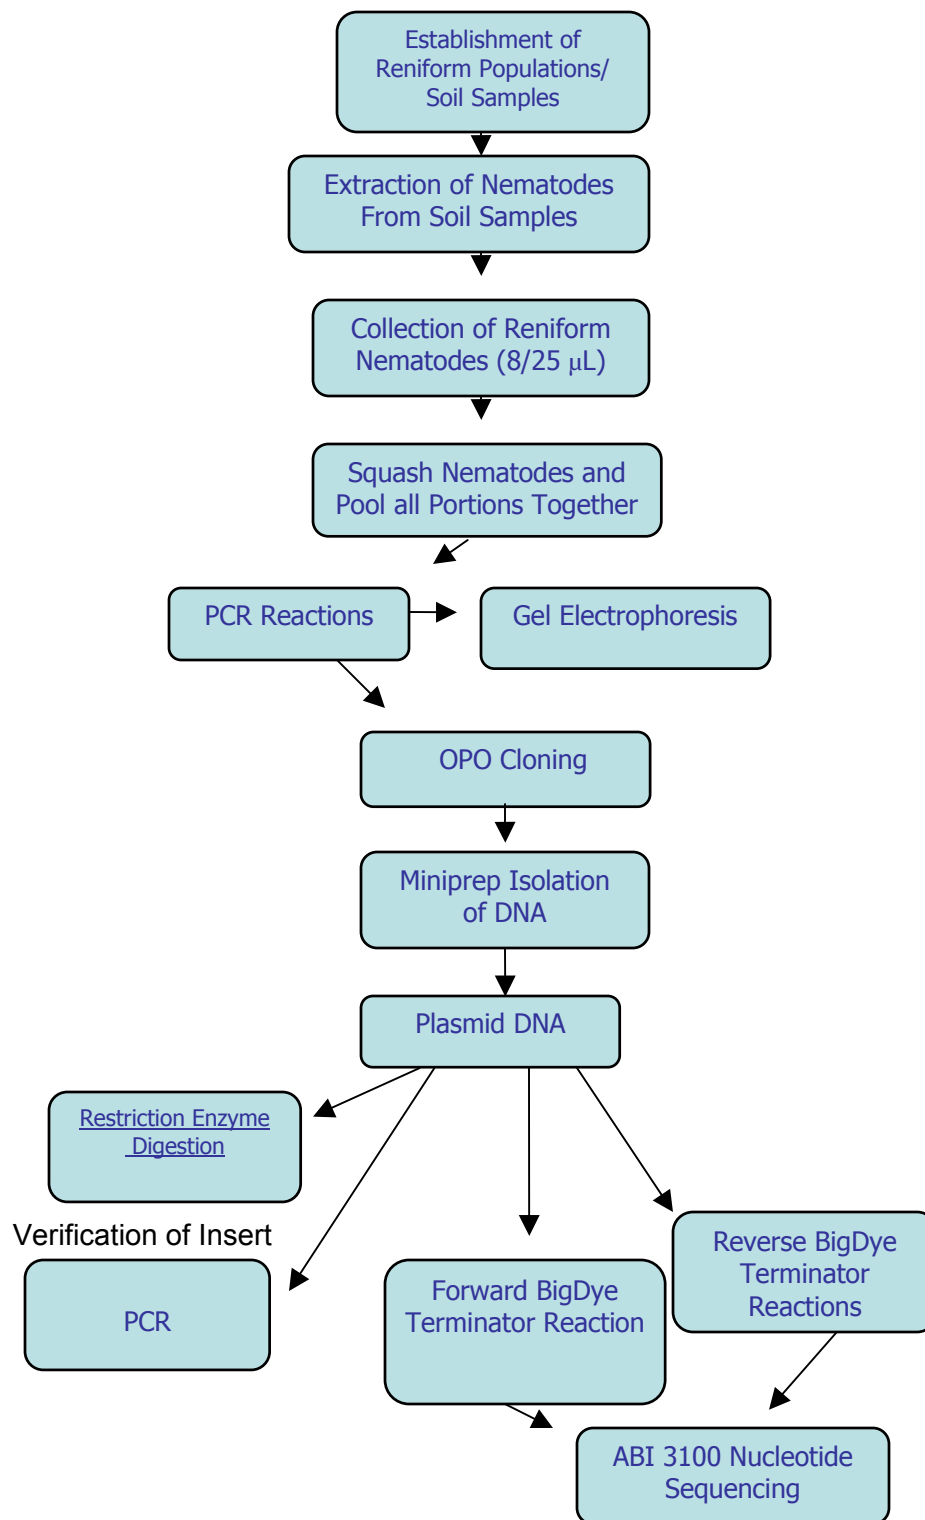 Establishment of
Reniform Populations/
Soil Samples
Extraction of Nematodes
From Soil Samples
Collection of Reniform
Nematodes (8/25 μL)
Squash Nematodes and
Pool all Portions Together
PCR Reactions
Gel Electrophoresis
OPO Cloning
Miniprep Isolation
of DNA
Plasmid DNA
Restriction Enzyme
Digestion
Verification of Insert
PCR
Forward BigDye
Terminator Reaction
Reverse BigDye
Terminator
Reactions
ABI 3100 Nucleotide
Sequencing